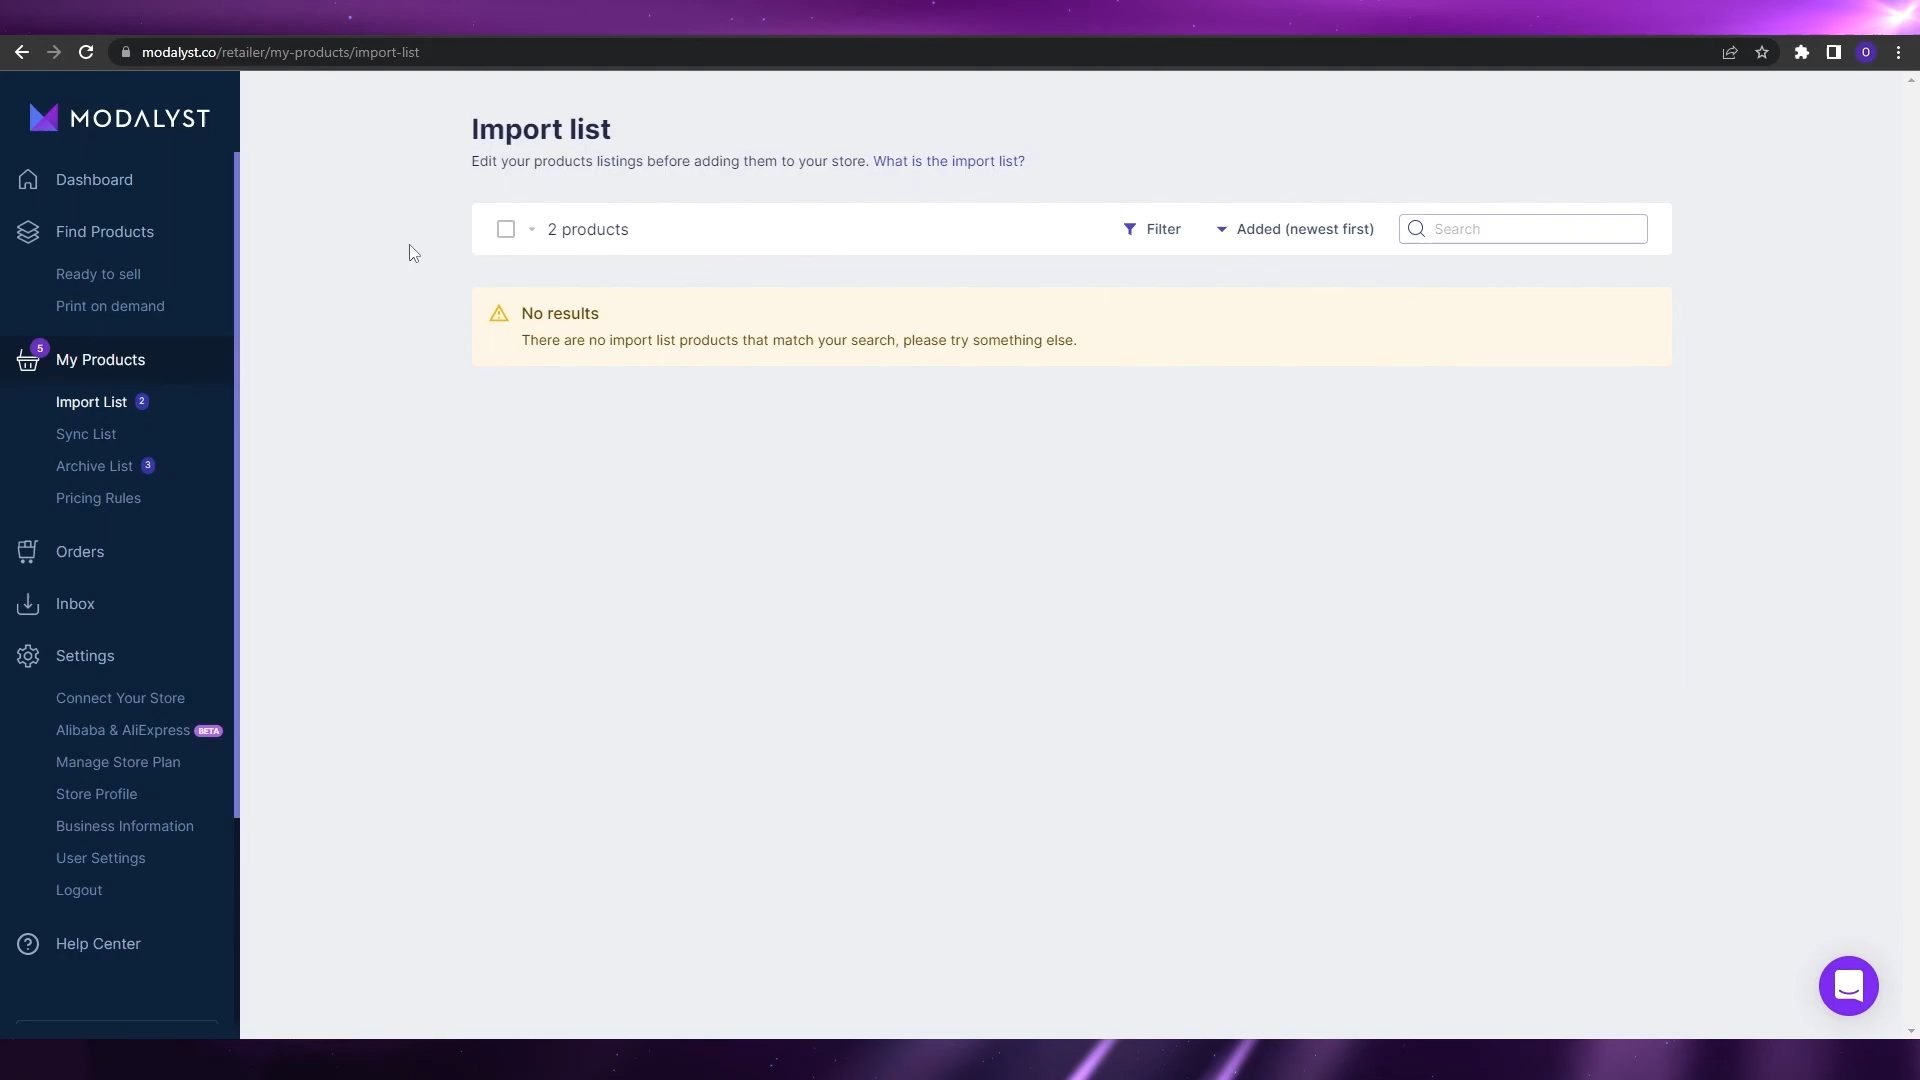 modalyst.co/retailer/my-products/import-list
O
MODALYST
Dashboard
Find Products
Ready to sell
Print on demand
5
My Products
Import List 2
Sync List
Archive List 3
Pricing Rules
Orders
Inbox
Settings
Connect Your Store
Alibaba & AliExpress BETA
Manage Store Plan
Store Profile
Business Information
User Settings
Logout
Help Center
Import list
Edit your products listings before adding them to your store. What is the import list?
2 products
Filter
Added (newest first)
Search
No results
There are no import list products that match your search, please try something else.